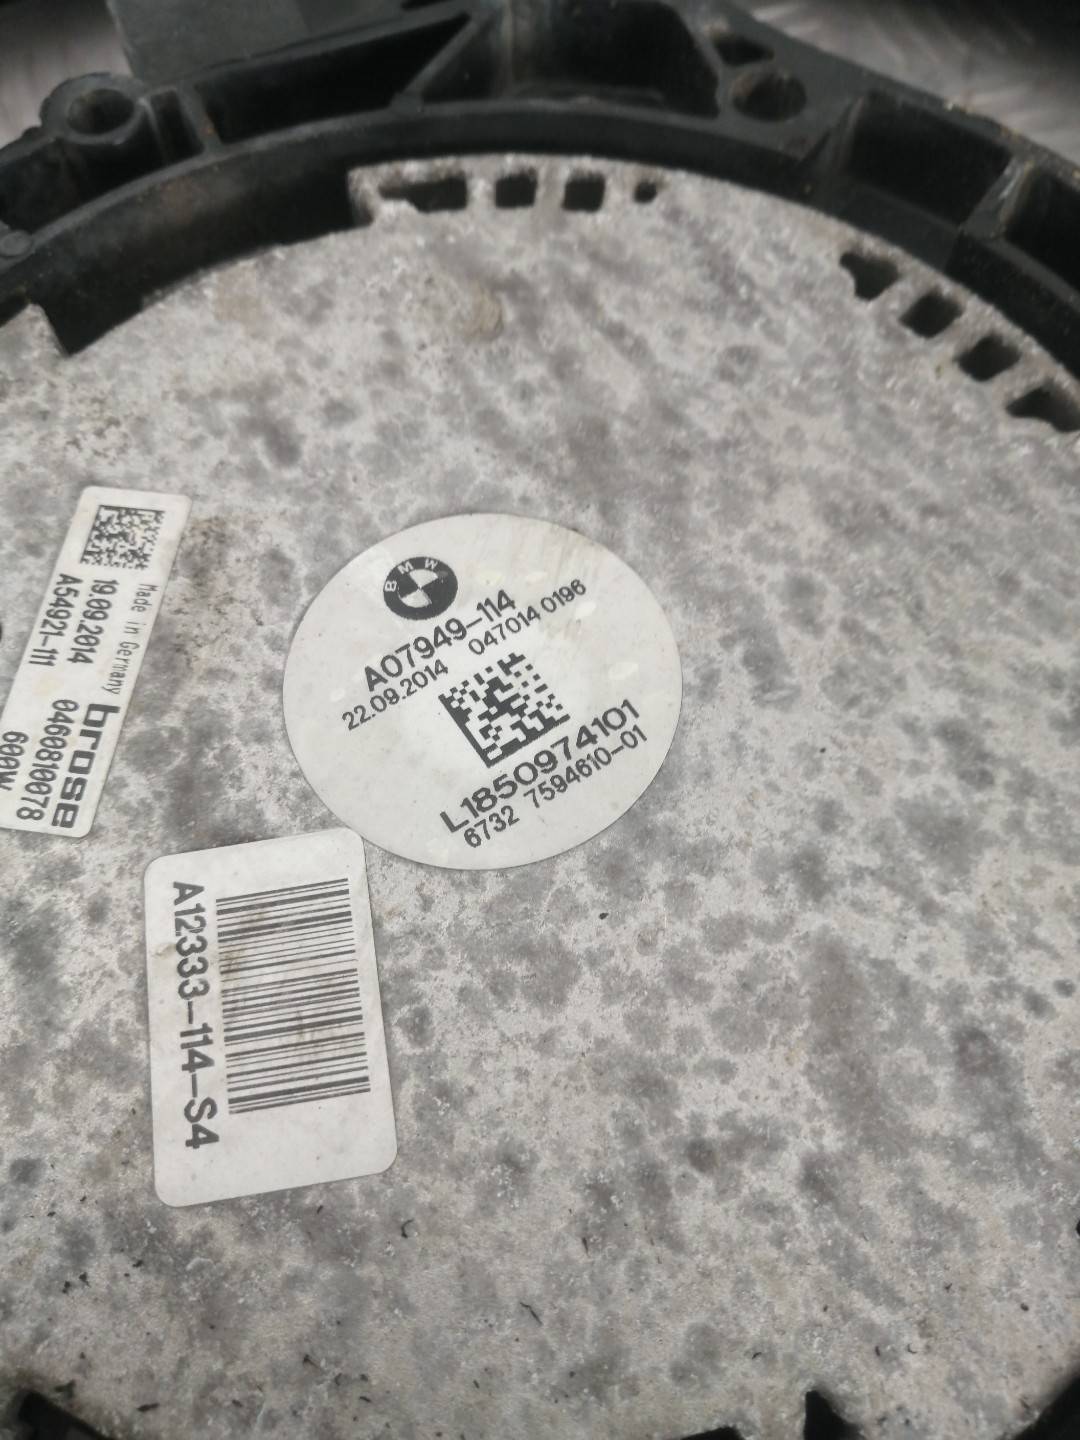 Made in Germany brose
19.09.2014 0460810078
A54921-111 600W
BMW
A07949-114
22.09.2014 047014 0196
L1850974101
6732 7594610-01
A12333-114-S4